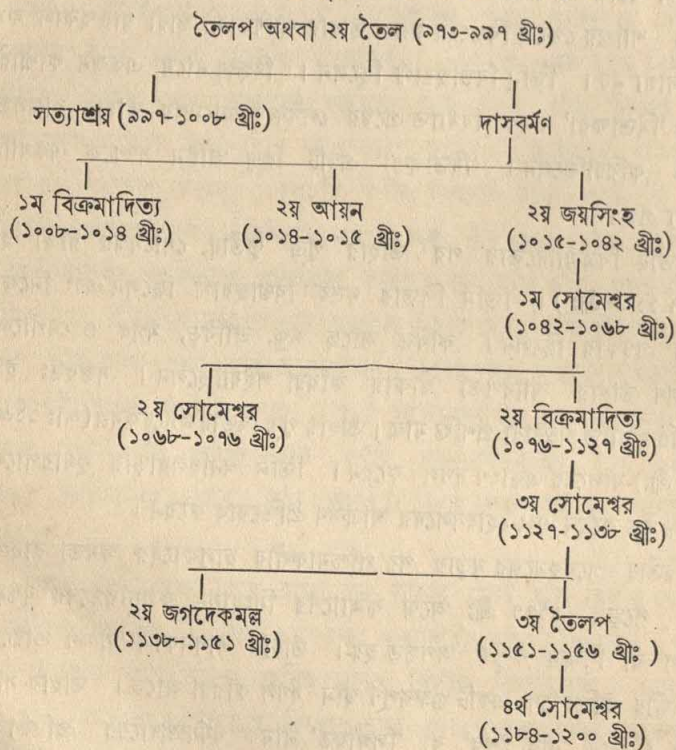 তৈলপ অথবা ২য় তৈল (৯৭৩-৯৯৭ খ্রীঃ)
সত্যাশ্রয় (৯৯৭-১০০৮ খ্রীঃ)
দাসবর্মণ
১ম বিক্রমাদিত্য
(১০০৮-১০১৪ খ্রীঃ)
২য় আয়ন
(১০১৪-১০১৫ খ্রীঃ)
২য় জয়সিংহ
(১০১৫-১০৪২ খ্রীঃ)
১ম সোমেশ্বর
(১০৪২-১০৬৮ খ্রীঃ)
২য় সোমেশ্বর
(১০৬৮-১০৭৬ খ্রীঃ)
২য় বিক্রমাদিত্য
(১০৭৬-১১২৭ খ্রীঃ)
৩য় সোমেশ্বর
(১১২৭-১১৩৮ খ্রীঃ)
২য় জগদেকমল্ল
(১১৩৮-১১৫১ খ্রীঃ)
৩য় তৈলপ
(১১৫১-১১৫৬ খ্রীঃ )
৪র্থ সোমেশ্বর
(১১৮৪-১২০০ খ্রীঃ)